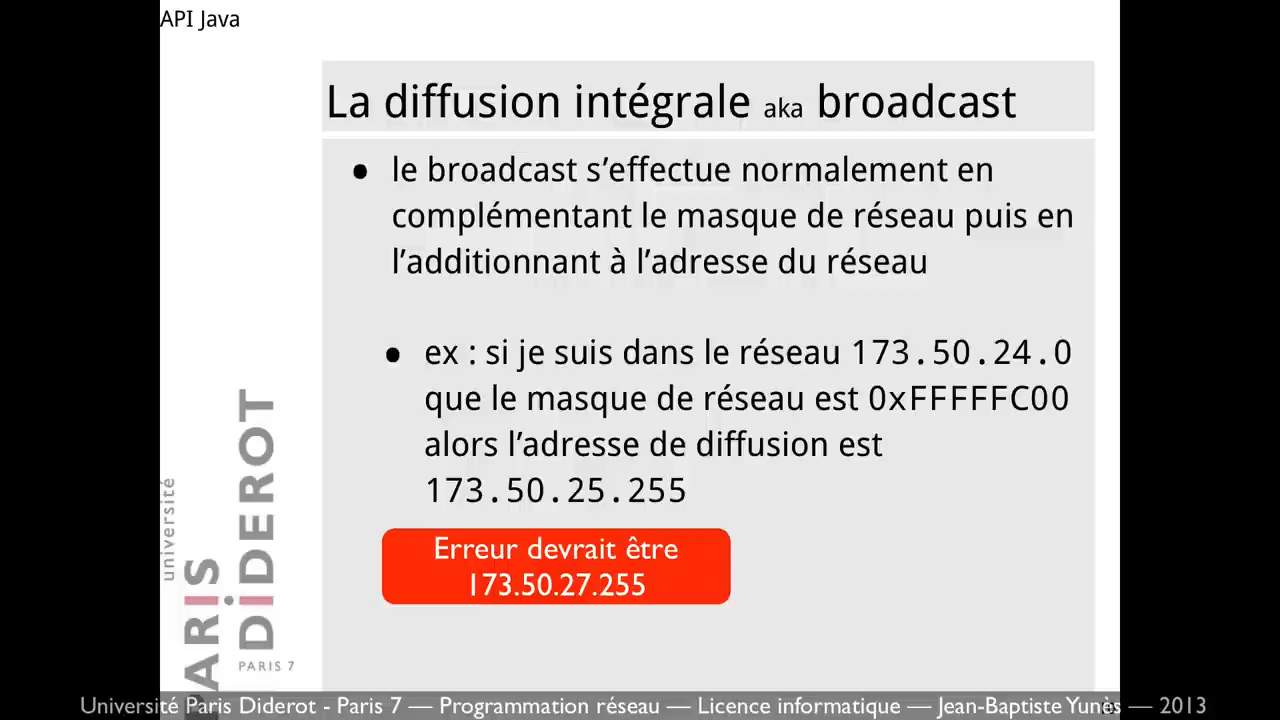 API Java
La diffusion intégrale aka broadcast
• le broadcast s’effectue normalement en
complémentant le masque de réseau puis en
l’additionnant à l’adresse du réseau
• ex : si je suis dans le réseau 173.50.24.0
que le masque de réseau est 0xFFFFFC00
alors l’adresse de diffusion est
173.50.25.255
Erreur devrait être
173.50.27.255
université
PARIS
DiDEROT
PARIS 7
Université Paris Diderot - Paris 7 — Programmation réseau — Licence informatique — Jean-Baptiste Yunès — 2013